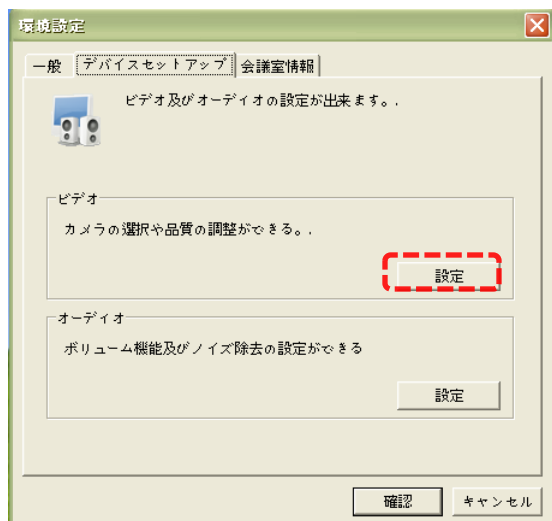 環境設定
一般 デバイスセットアップ 会議室情報
ビデオ及びオーディオの設定が出来ます。.
ビデオ
カメラの選択や品質の調整ができる。.
設定
オーディオ
ボリューム機能及びノイズ除去の設定ができる
設定
確認 キャンセル